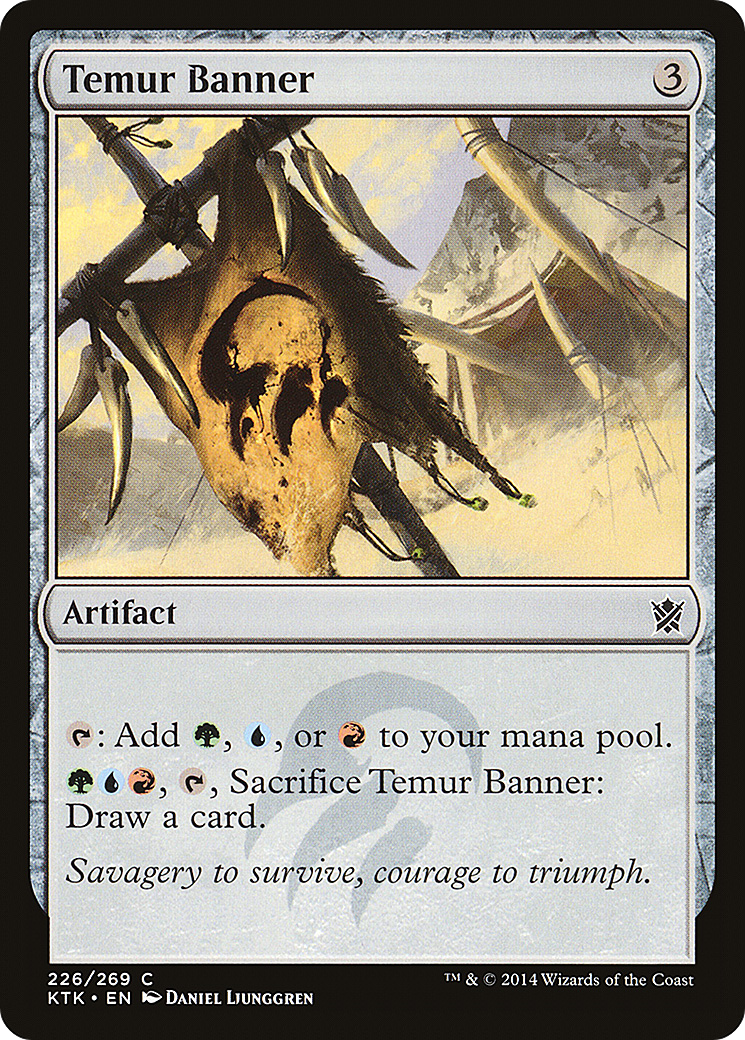 Temur Banner 3
Artifact
: Add , , or to your mana pool.
, , Sacrifice Temur Banner:
Draw a card.
Savagery to survive, courage to triumph.
226/269 C ™ & © 2014 Wizards of the Coast
KTK • EN Daniel Ljunggren